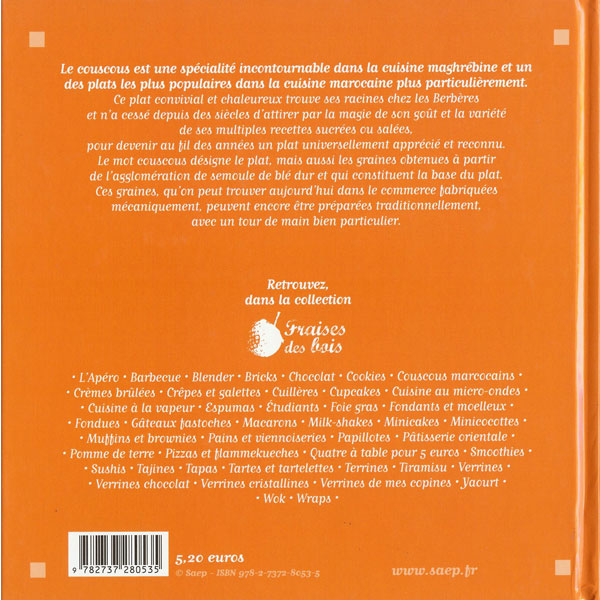 Le couscous est une spécialité incontournable dans la cuisine maghrébine et un
des plats les plus populaires dans la cuisine marocaine plus particulièrement.
Ce plat convivial et chaleureux trouve ses racines chez les Berbères
et n'a cessé depuis des siècles d'attirer par la magie de son goût et la variété
de ses multiples recettes sucrées ou salées,
pour devenir au fil des années un plat universellement apprécié et reconnu.
Le mot couscous désigne le plat, mais aussi les graines obtenues à partir
de l'agglomération de semoule de blé dur et qui constituent la base du plat.
Ces graines, qu'on peut trouver aujourd'hui dans le commerce fabriquées
mécaniquement, peuvent encore être préparées traditionnellement,
avec un tour de main bien particulier.
Retrouvez,
dans la collection
Fraises
des bois
• L'Apéro • Barbecue • Blender • Bricks • Chocolat • Cookies • Couscous marcocains •
• Crèmes brûlées • Crêpes et galettes • Cuillères • Cupcakes • Cuisine au micro-ondes •
• Cuisine à la vapeur • Espumas • Étudiants • Foie gras • Fondants et moelleux •
• Fondues • Gâteaux fastoches • Macarons • Milk-shakes • Minicakes • Minicocottes •
• Muffins et brownies • Pains et viennoiseries • Papillotes • Pâtisserie orientale •
• Pomme de terre • Pizzas et flammekueches • Quatre à table pour 5 euros • Smoothies •
• Sushis • Tajines • Tapas • Tartes et tartelettes • Terrines • Tiramisu • Verrines •
• Verrines chocolat • Verrines cristallines • Verrines de mes copines • Yaourt •
• Wok • Wraps •
9 782737 280535
5,20 euros
© Saep • ISBN 978-2-7372-8053-5
www.saep.fr